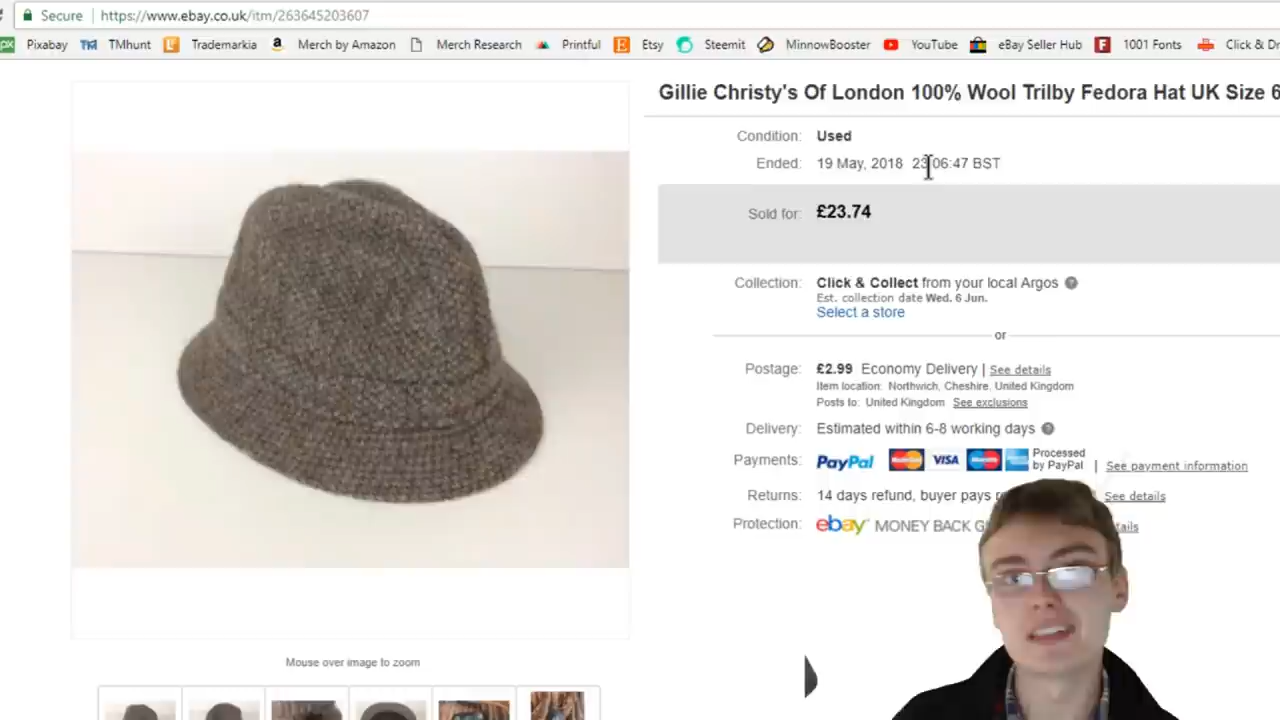 Secure https://www.ebay.co.uk/itm/263645203607
px Pixabay TM TMhunt Trademarkia a Merch by Amazon Merch Research Printful E Etsy Steemit MinnowBooster YouTube eBay Seller Hub F 1001 Fonts Click &
Gillie Christy's Of London 100% Wool Trilby Fedora Hat UK Size 6
Condition: Used
Ended: 19 May, 2018 23:06:47 BST
Sold for: £23.74
Collection: Click & Collect from your local Argos ?
Est. collection date Wed. 6 Jun.
Select a store
or
Postage: £2.99 Economy Delivery | See details
Item location: Northwich, Cheshire, United Kingdom
Posts to: United Kingdom See exclusions
Delivery: Estimated within 6-8 working days ?
Payments: PayPal MasterCard VISA Maestro Processed
by PayPal | See payment information
Returns: 14 days refund, buyer pays See details
Protection: ebay MONEY BACK
Mouse over image to zoom